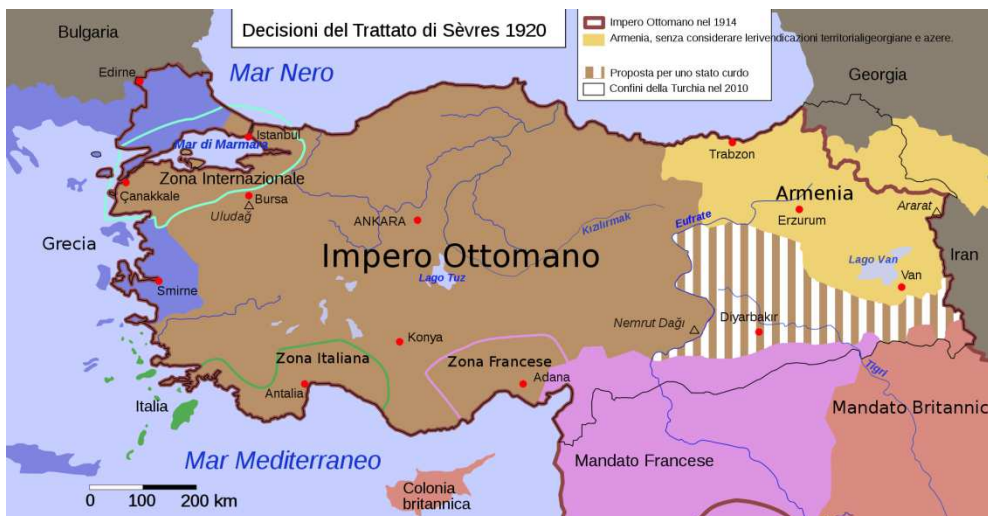 Decisioni del Trattato di Sèvres 1920
Impero Ottomano nel 1914
Armenia, senza considerare lerivendicazioni territorialigeorgiane e azere.
Proposta per uno stato curdo
Confini della Turchia nel 2010
Bulgaria
Georgia
Edirne
Mar Nero
Istanbul
Mar di Marmara
Trabzon
Zona Internazionale
Çanakkale
Bursa
Uludağ
Armenia
Ararat
Erzurum
ANKARA
Kızılırmak
Eufrate
Grecia
Impero Ottomano
Lago Van
Iran
Lago Tuz
Smirne
Van
Nemrut Dağı
Diyarbakır
Konya
Zona Italiana
Zona Francese
Tigri
Antalia
Adana
Italia
Mandato Britannic
Mar Mediterraneo
Mandato Francese
Colonia
britannica
0 100 200 km